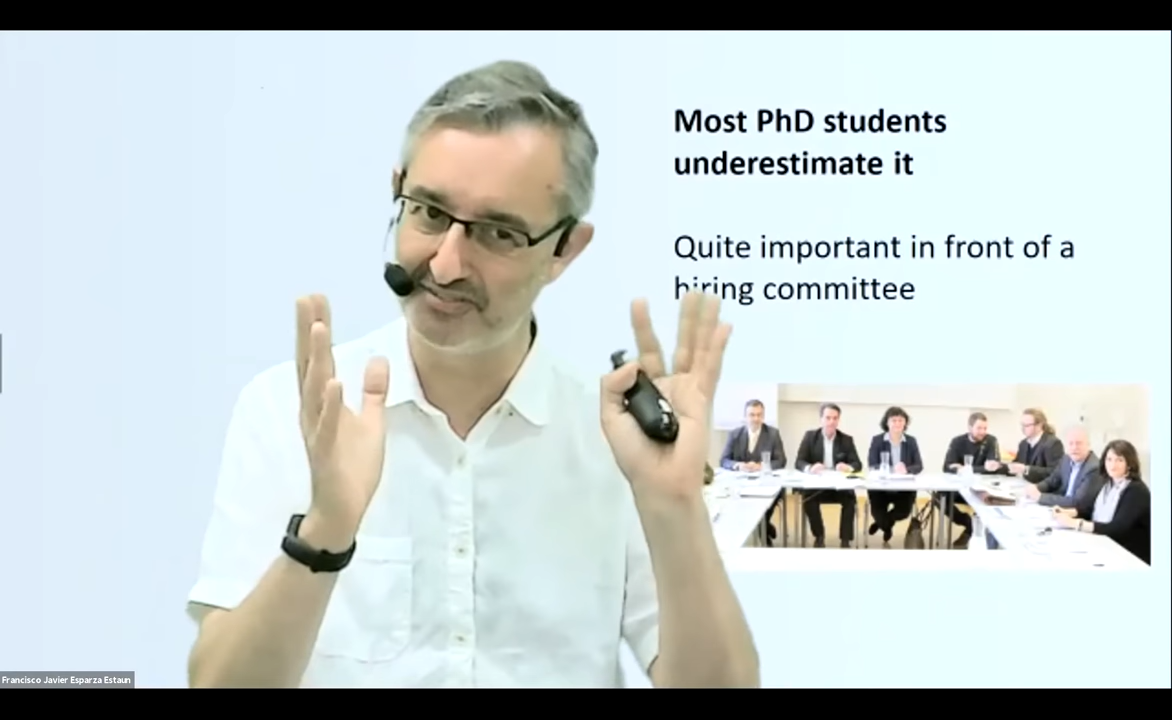 Most PhD students
underestimate it
Quite important in front of a
hiring committee
Francisco Javier Esparza Estaun